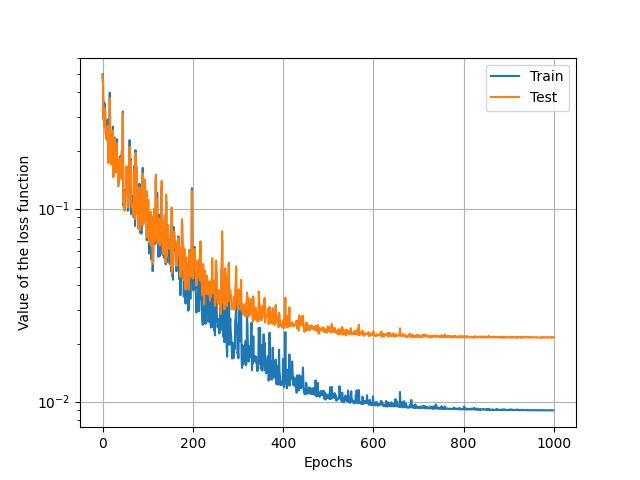 Train
Test
10⁻¹
10⁻²
Value of the loss function
0 200 400 600 800 1000
Epochs